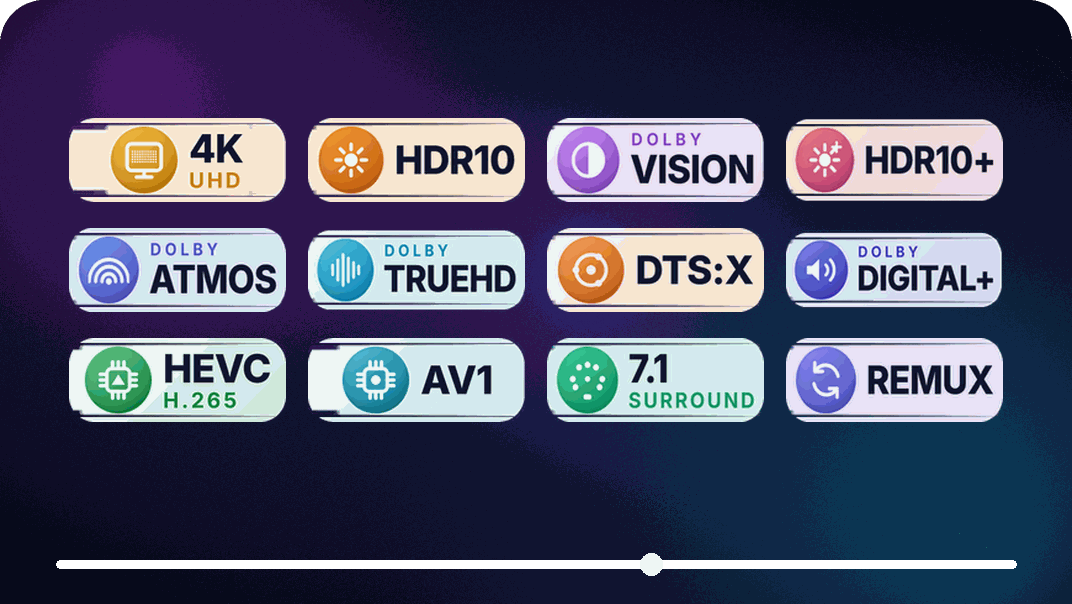 4K
UHD
HDR10
DOLBY
VISION
HDR10+
DOLBY
ATMOS
DOLBY
TRUEHD
DTS:X
DOLBY
DIGITAL+
HEVC
H.265
AV1
7.1
SURROUND
REMUX